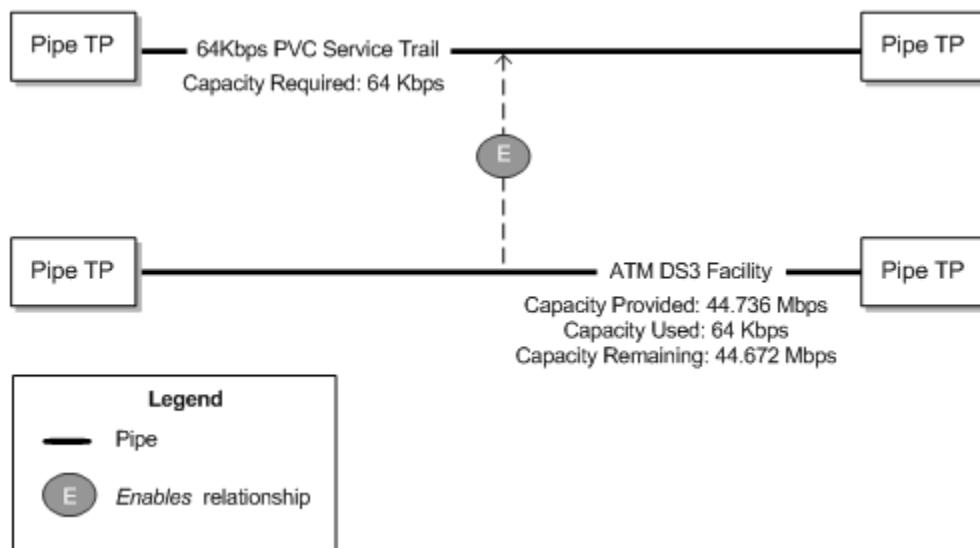 Pipe TP
64Kbps PVC Service Trail
Pipe TP
Capacity Required: 64 Kbps
E
Pipe TP
ATM DS3 Facility
Pipe TP
Capacity Provided: 44.736 Mbps
Capacity Used: 64 Kbps
Capacity Remaining: 44.672 Mbps
Legend
Pipe
E
Enables relationship